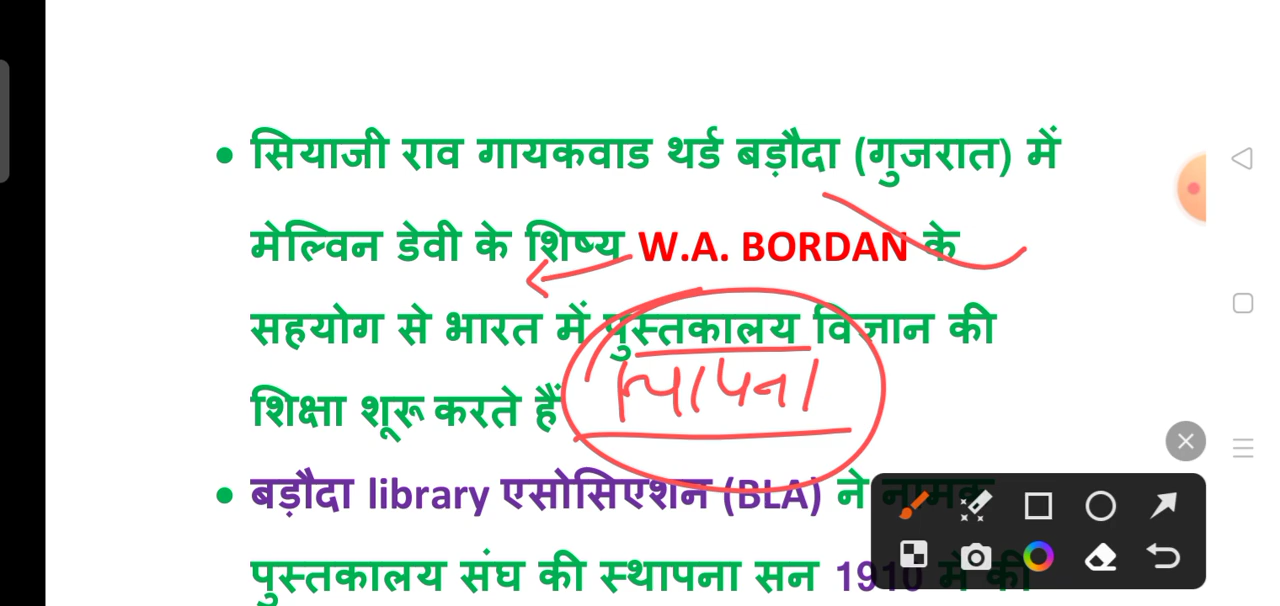 • सियाजी राव गायकवाड थर्ड बड़ौदा (गुजरात) में
मेल्विन डेवी के शिष्य W.A. BORDAN के
सहयोग से भारत में पुस्तकालय विज्ञान की
शिक्षा शूरू करते हैं
स्थापना
• बड़ौदा library एसोसिएशन (BLA) ने नामक
पुस्तकालय संघ की स्थापना सन 1910 में की